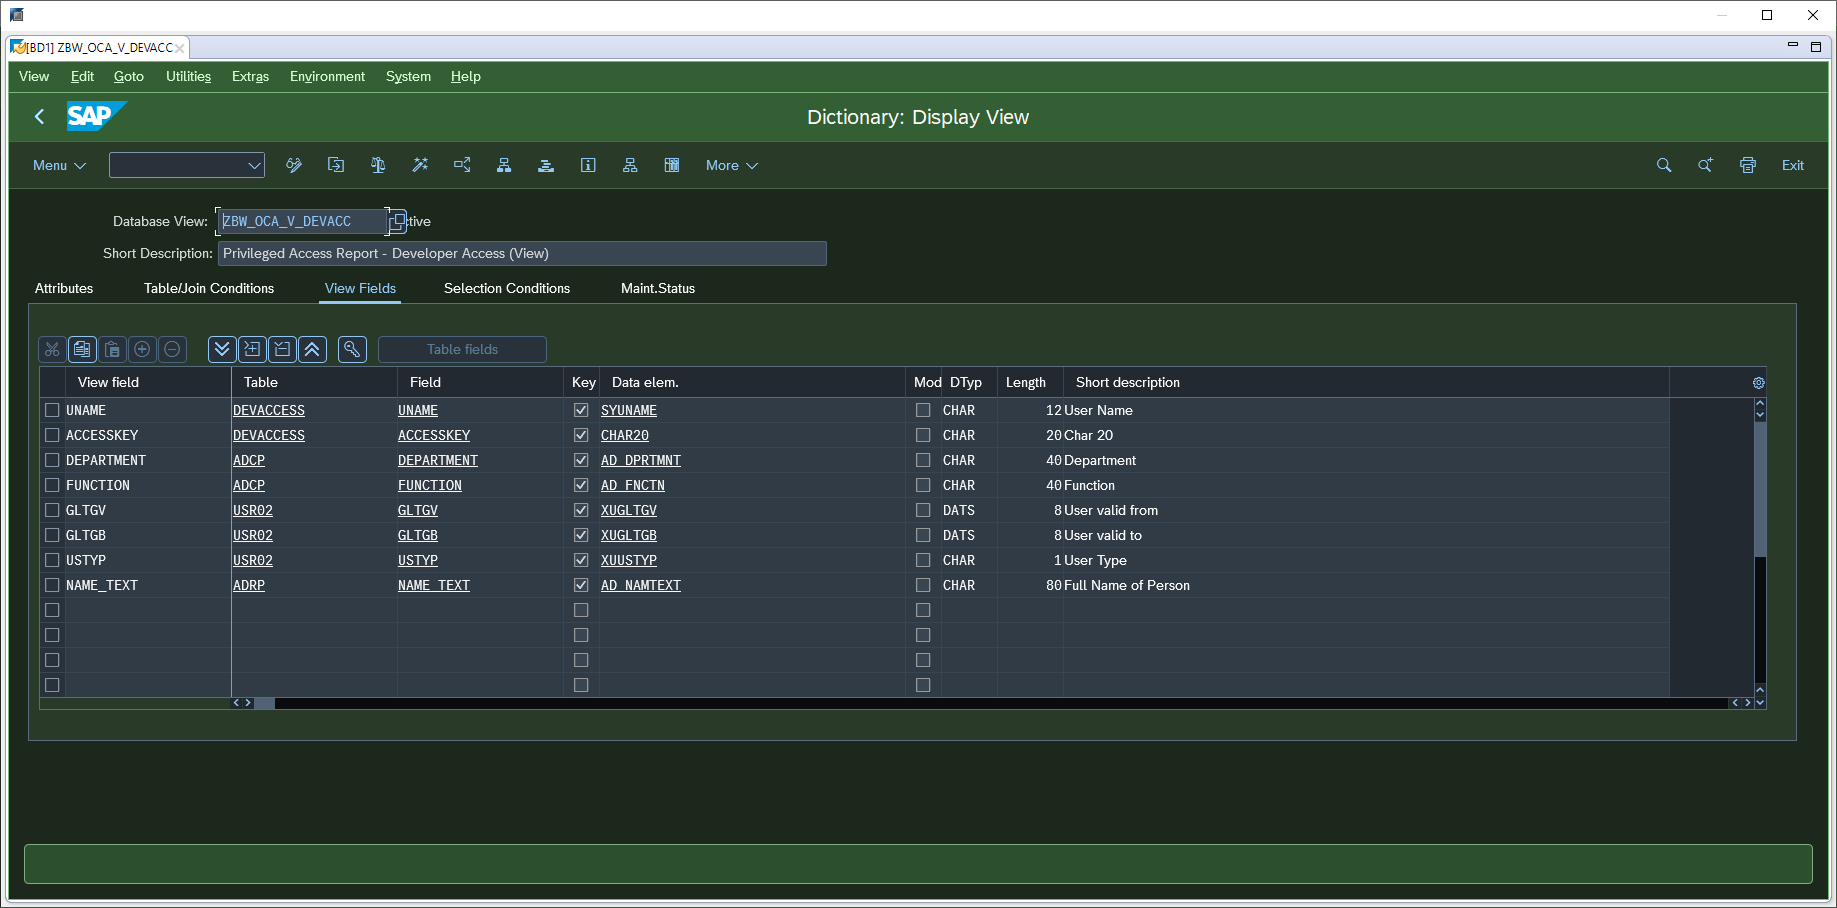 [BD1] ZBW_OCA_V_DEVACC
View Edit Goto Utilities Extras Environment System Help
SAP
Dictionary: Display View
Menu More Exit
Database View: ZBW_OCA_V_DEVACC tive
Short Description: Privileged Access Report - Developer Access (View)
Attributes Table/Join Conditions View Fields Selection Conditions Maint.Status
Table fields
View field Table Field Key Data elem. Mod DTyp Length Short description
UNAME DEVACCESS UNAME SYUNAME CHAR 12 User Name
ACCESSKEY DEVACCESS ACCESSKEY CHAR20 CHAR 20 Char 20
DEPARTMENT ADCP DEPARTMENT AD_DPRTMNT CHAR 40 Department
FUNCTION ADCP FUNCTION AD_FNCTN CHAR 40 Function
GLTGV USR02 GLTGV XUGLTGV DATS 8 User valid from
GLTGB USR02 GLTGB XUGLTGB DATS 8 User valid to
USTYP USR02 USTYP XUUSTYP CHAR 1 User Type
NAME_TEXT ADRP NAME_TEXT AD_NAMTEXT CHAR 80 Full Name of Person